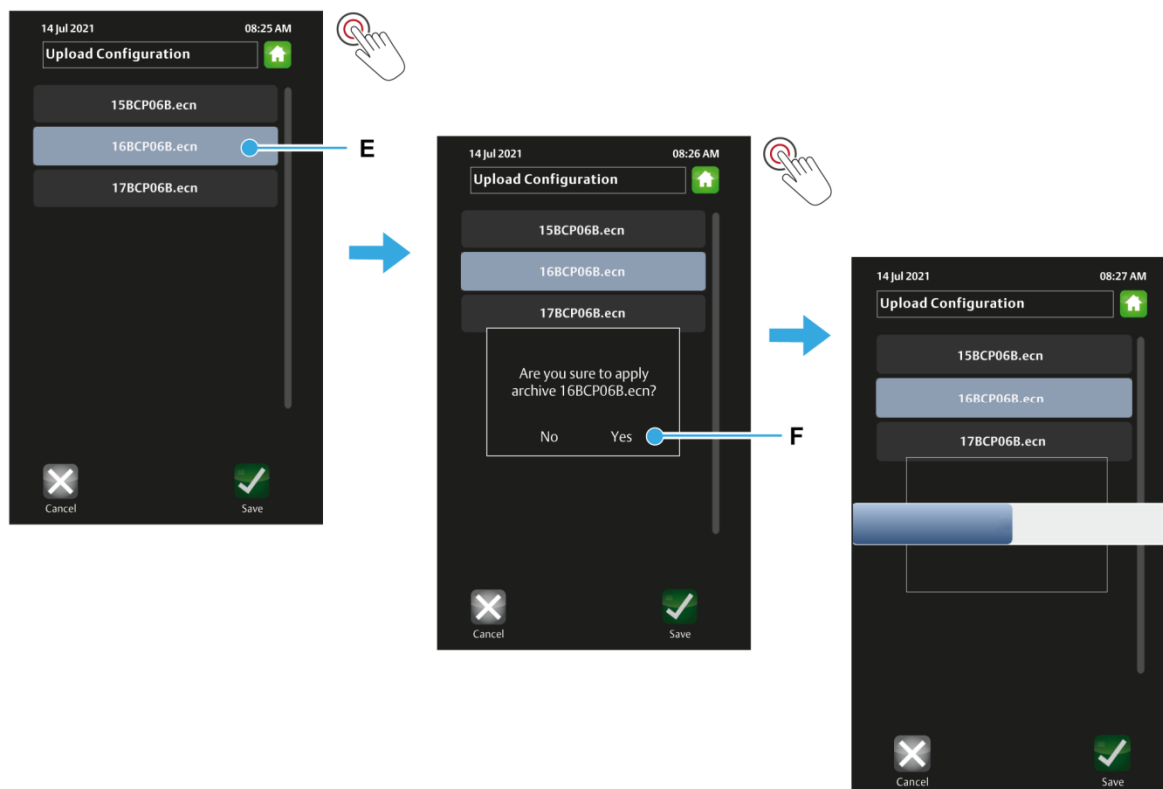 14 Jul 2021 08:25 AM
Upload Configuration
15BCP06B.ecn
16BCP06B.ecn
17BCP06B.ecn
Cancel Save
E
14 Jul 2021 08:26 AM
Upload Configuration
15BCP06B.ecn
16BCP06B.ecn
17BCP06B.ecn
Are you sure to apply
archive 16BCP06B.ecn?
No Yes
F
Cancel Save
14 Jul 2021 08:27 AM
Upload Configuration
15BCP06B.ecn
16BCP06B.ecn
17BCP06B.ecn
Cancel Save